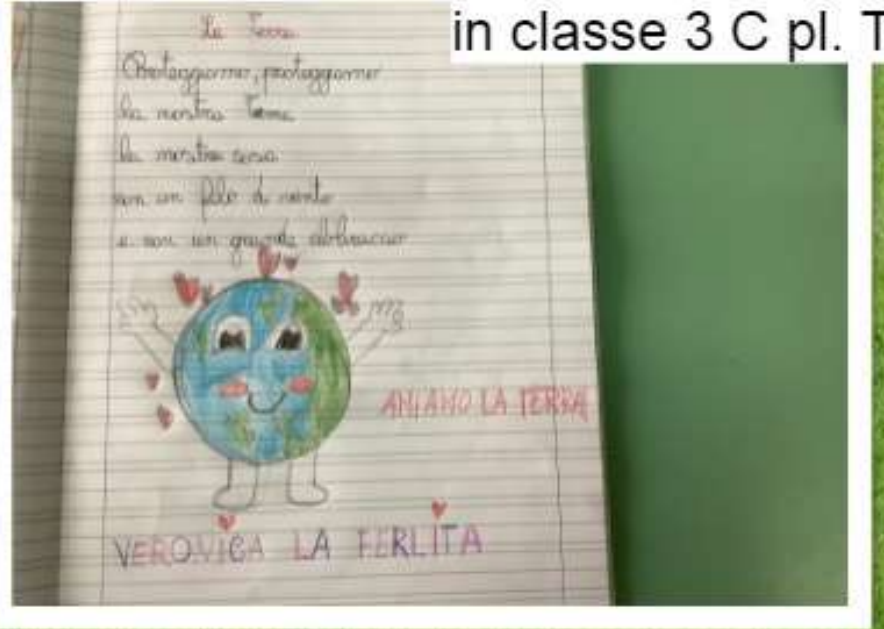 in classe 3 C pl. T
La Terra
Proteggiamo, proteggiamo
la nostra Terra
la nostra casa
con un filo di vento
e con un grande abbraccio
AMIAMO LA TERRA
VERONICA LA FERLITA